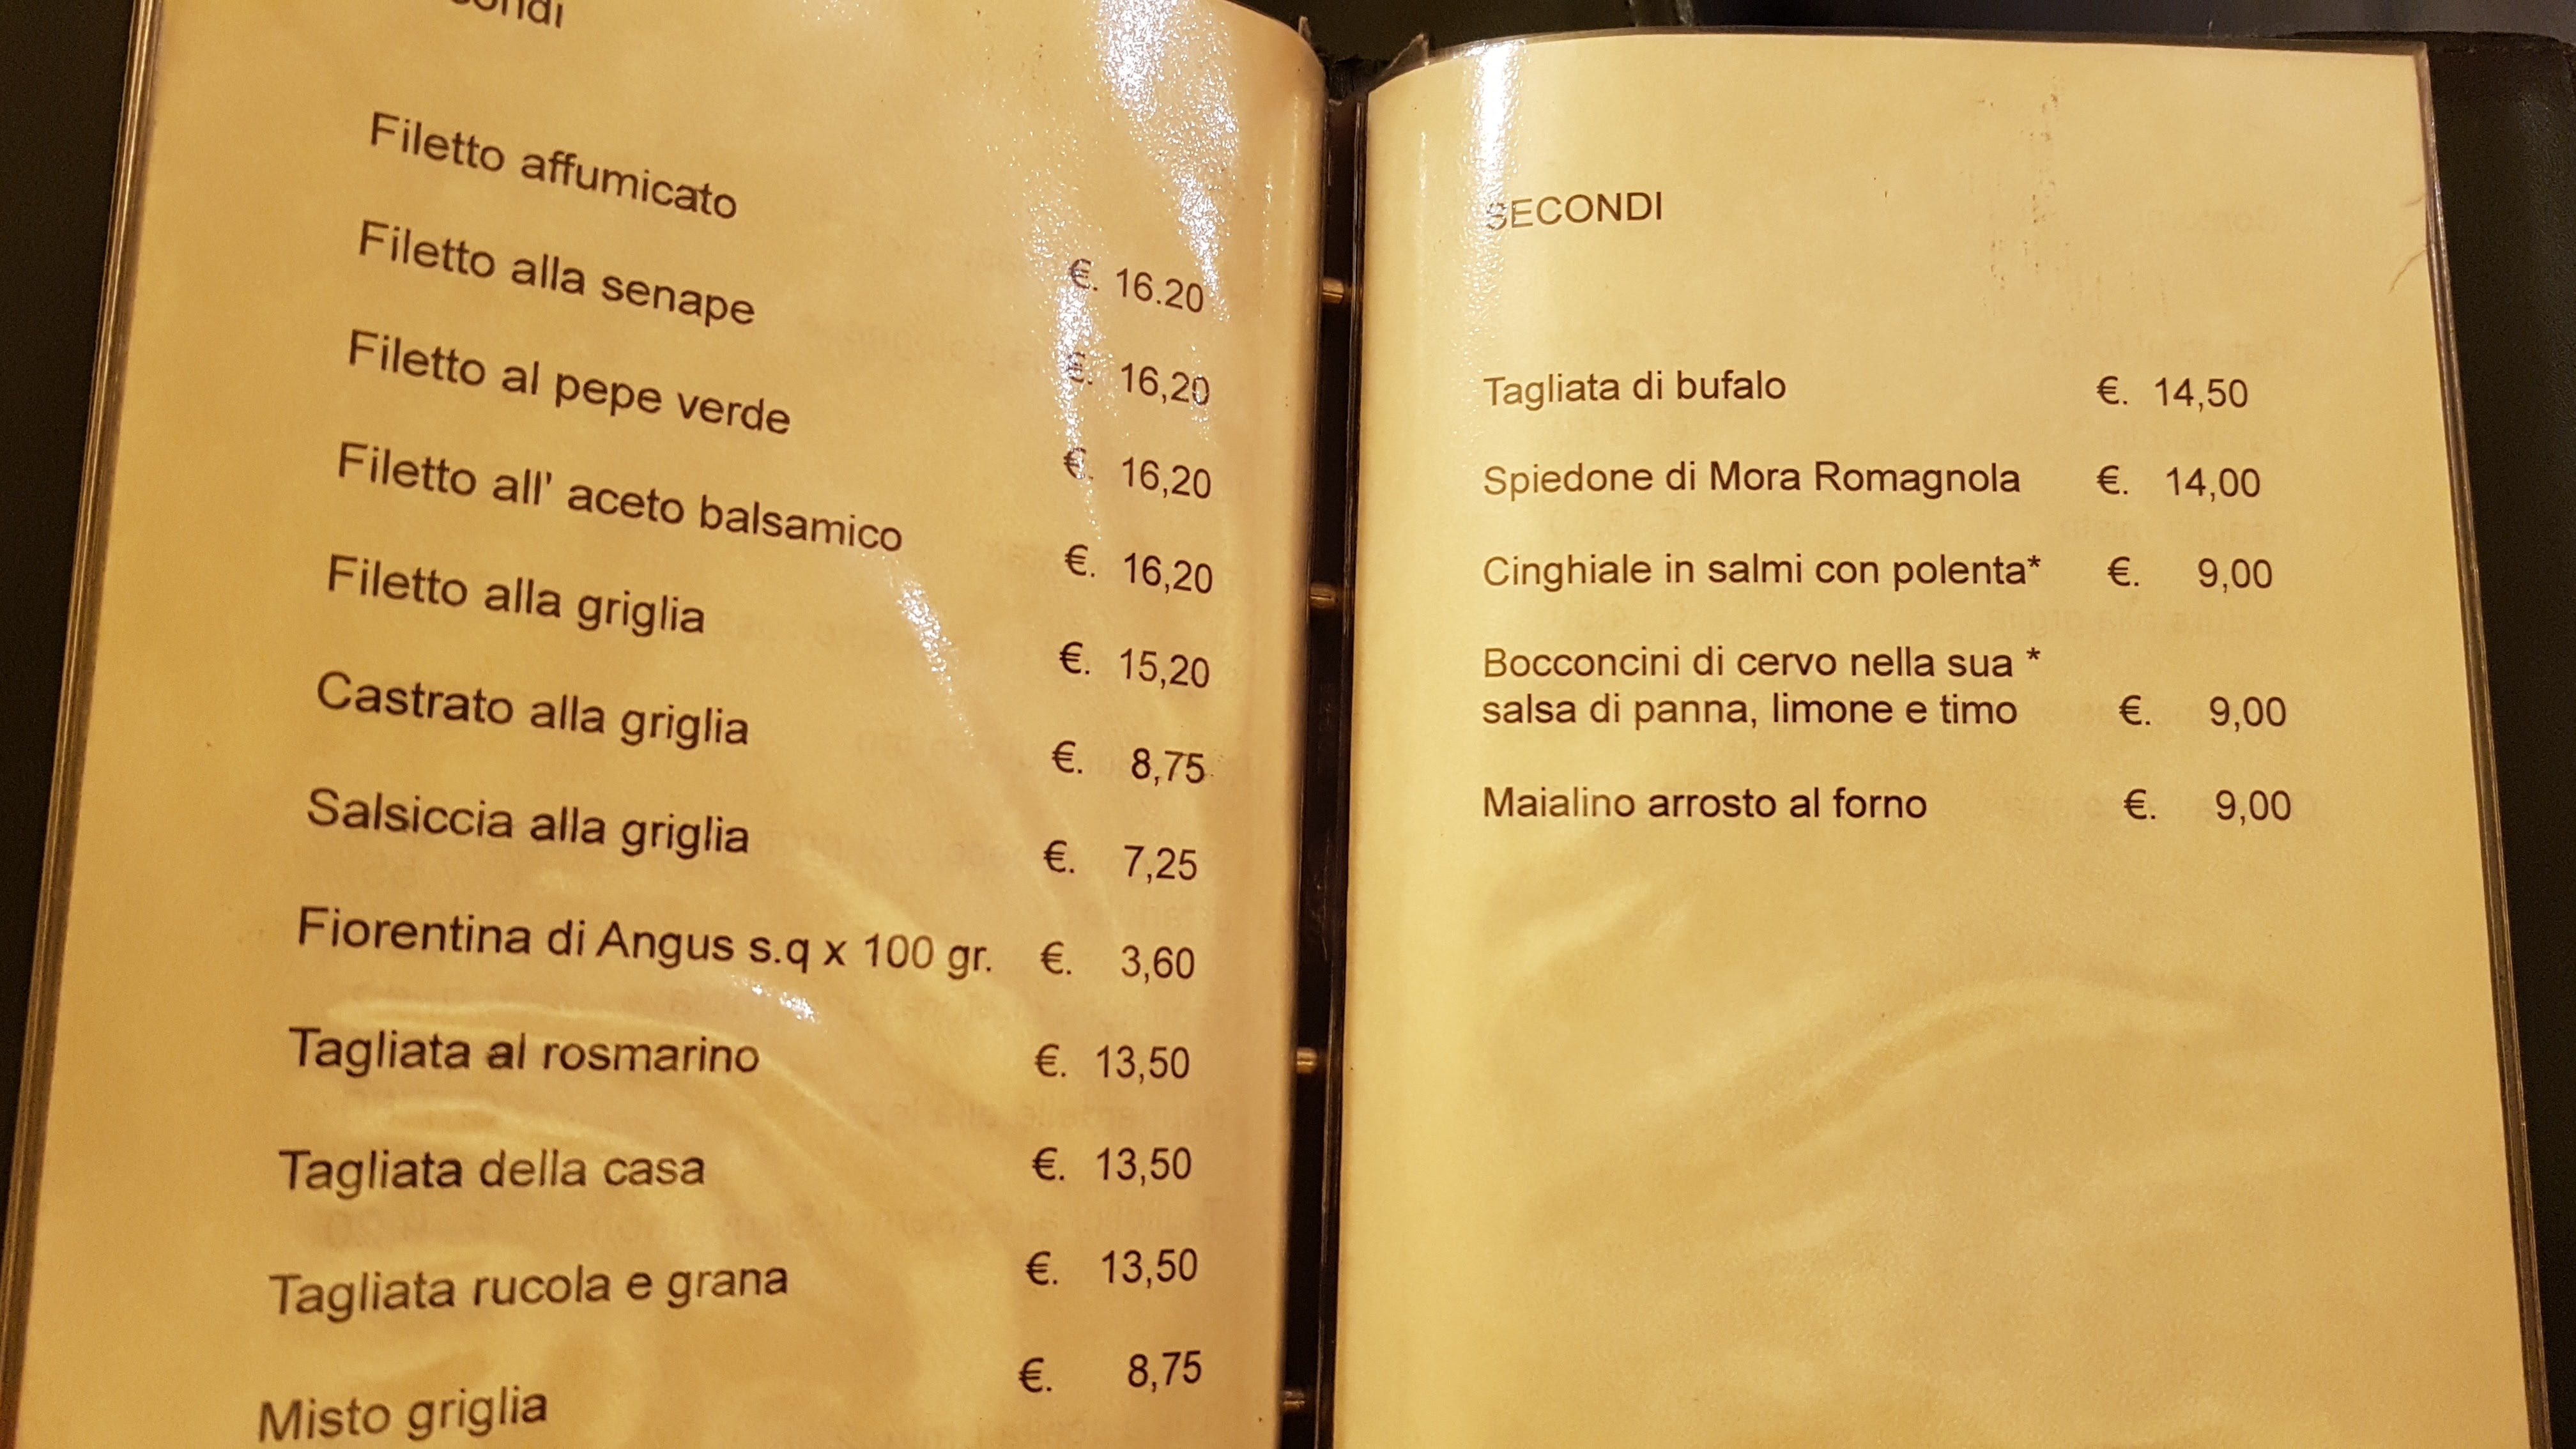 Filetto affumicato €. 16.20
Filetto alla senape €. 16,20
Filetto al pepe verde €. 16,20
Filetto all' aceto balsamico €. 16,20
Filetto alla griglia €. 15,20
Castrato alla griglia €. 8,75
Salsiccia alla griglia €. 7,25
Fiorentina di Angus s.q x 100 gr. €. 3,60
Tagliata al rosmarino €. 13,50
Tagliata della casa €. 13,50
Tagliata rucola e grana €. 13,50
Misto griglia €. 8,75
SECONDI
Tagliata di bufalo €. 14,50
Spiedone di Mora Romagnola €. 14,00
Cinghiale in salmi con polenta* €. 9,00
Bocconcini di cervo nella sua *
salsa di panna, limone e timo €. 9,00
Maialino arrosto al forno €. 9,00